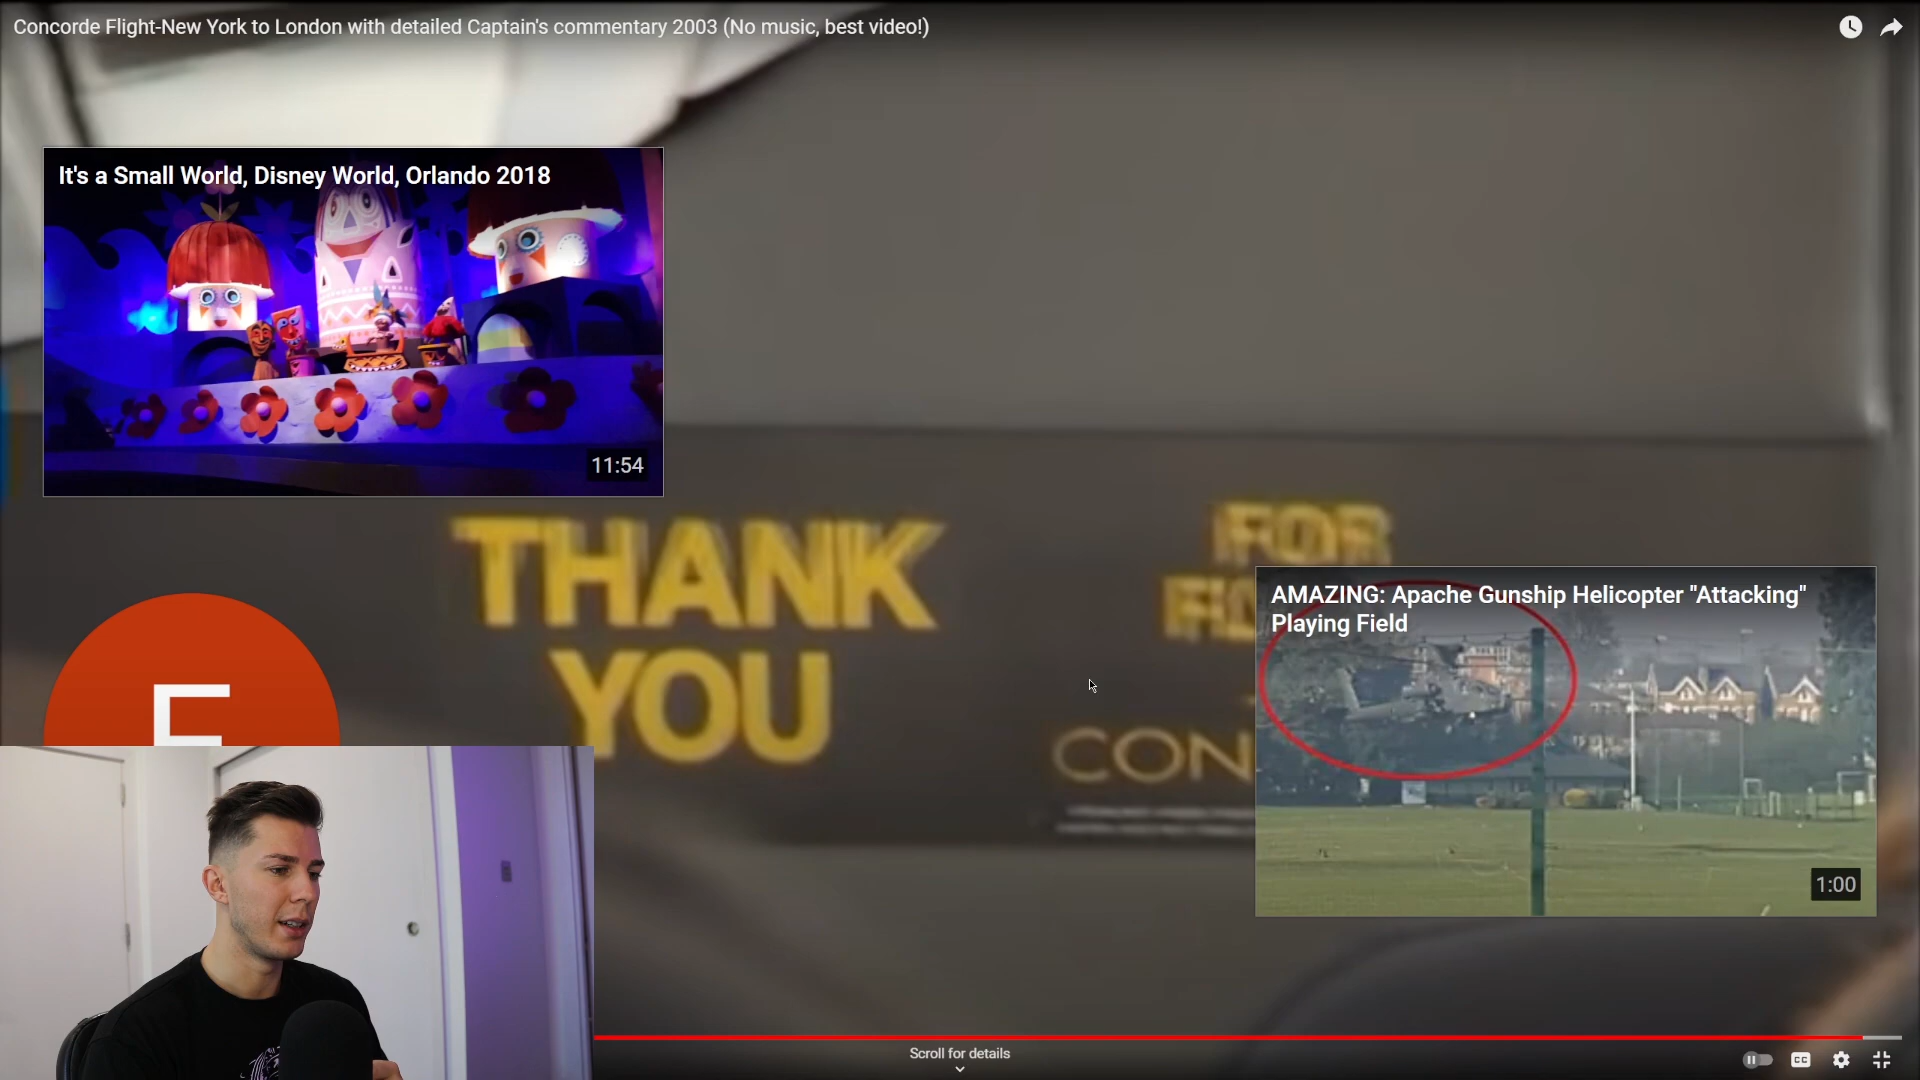 Concorde Flight-New York to London with detailed Captain's commentary 2003 (No music, best video!)
It's a Small World, Disney World, Orlando 2018
11:54
THANK
YOU
FOR
CON
E
AMAZING: Apache Gunship Helicopter "Attacking"
Playing Field
1:00
Scroll for details
CC